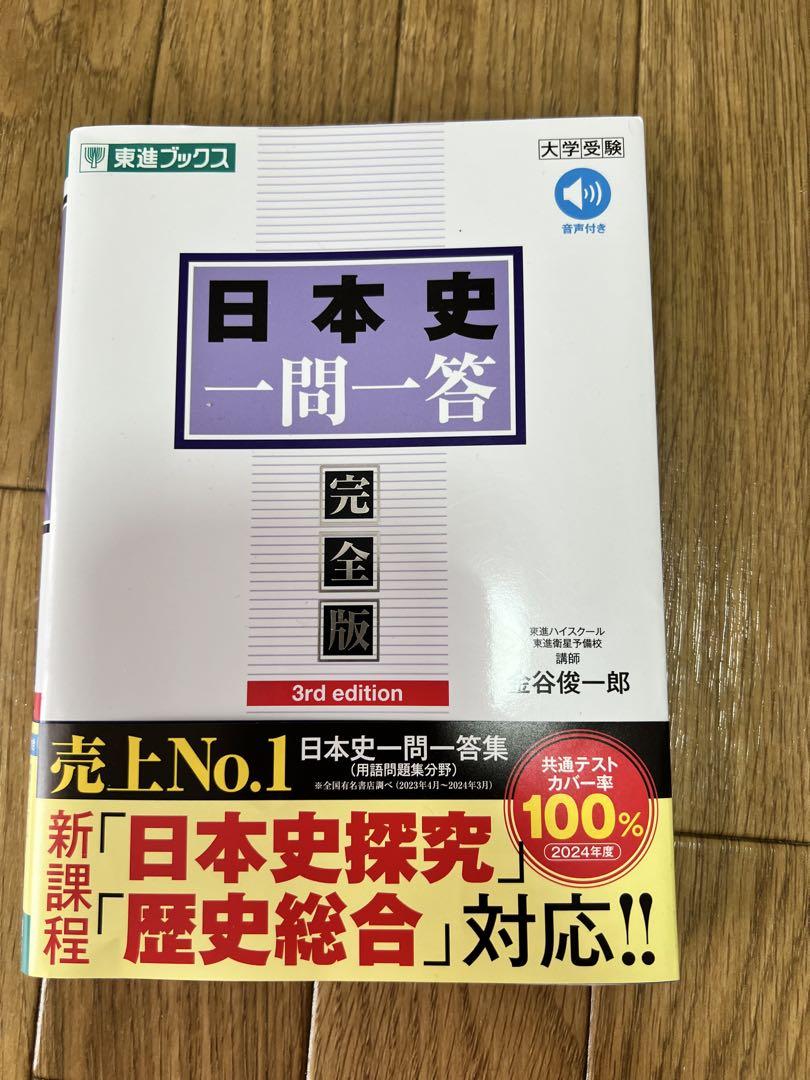 東進ブックス
大学受験
音声付き
日本史
一問一答
完全版
3rd edition
東進ハイスクール
東進衛星予備校
講師
金谷俊一郎
売上No.1
日本史一問一答集
(用語問題集分野)
※全国有名書店調べ(2023年4月~2024年3月)
共通テスト
カバー率
100%
2024年度
新課程
「日本史探究」
「歴史総合」対応!!